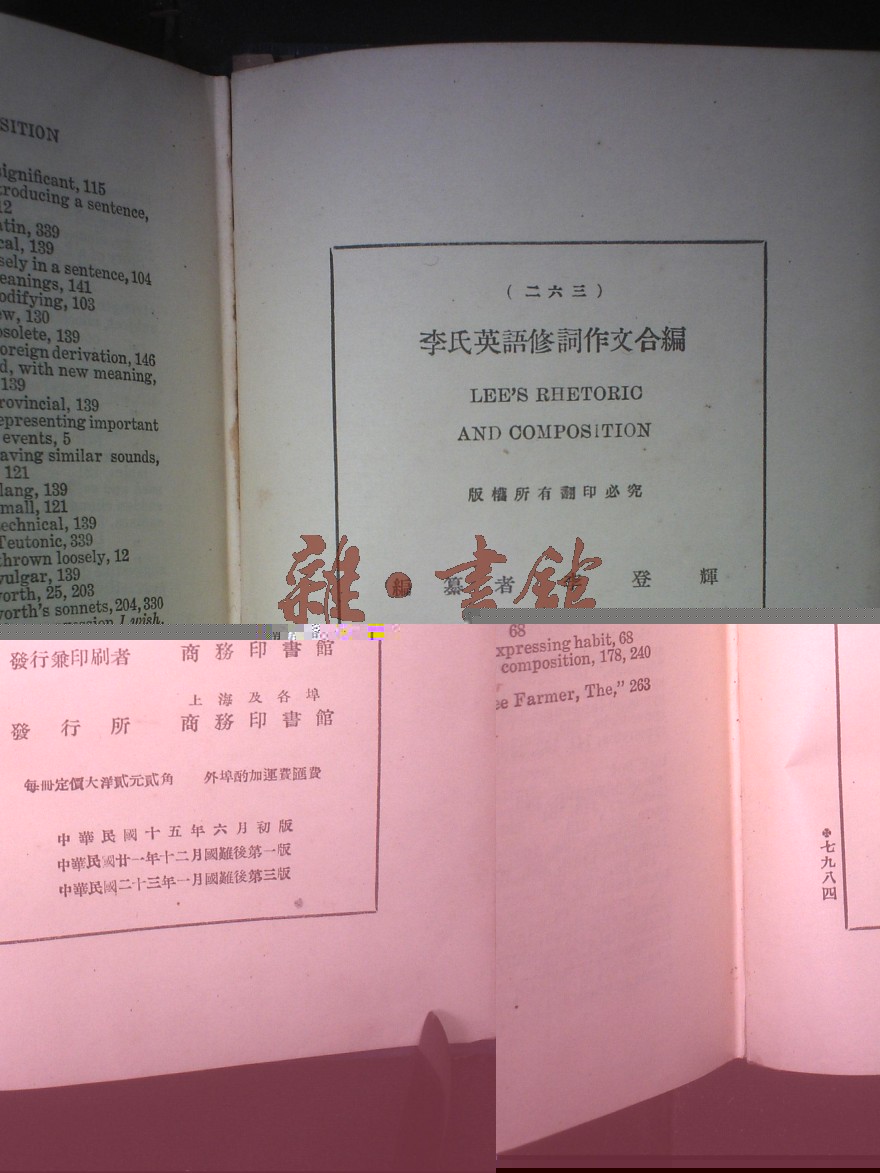 SITION
significant, 115
troducing a sentence,
12
atin, 339
cal, 139
sely in a sentence, 104
eanings, 141
odifying, 103
ew, 130
bsolete, 139
oreign derivation, 146
d, with new meaning,
139
rovincial, 139
epresenting important
events, 5
aving similar sounds,
121
lang, 139
mall, 121
echnical, 139
Teutonic, 339
thrown loosely, 12
vulgar, 139
worth, 25, 203
worth's sonnets, 204, 330
I wish,
(二六三)
李氏英語修詞作文合編
LEE'S RHETORIC
AND COMPOSITION
版權所有翻印必究
編纂者 李登輝
雜·書館
發行兼印刷者 商務印書館
上海及各埠
發行所 商務印書館
每冊定價大洋貳元貳角 外埠酌加運費匯費
中華民國十五年六月初版
中華民國廿一年十二月國難後第一版
中華民國二十三年一月國難後第三版
68
xpressing habit, 68
composition, 178, 240
ee Farmer, The," 263
七九八四